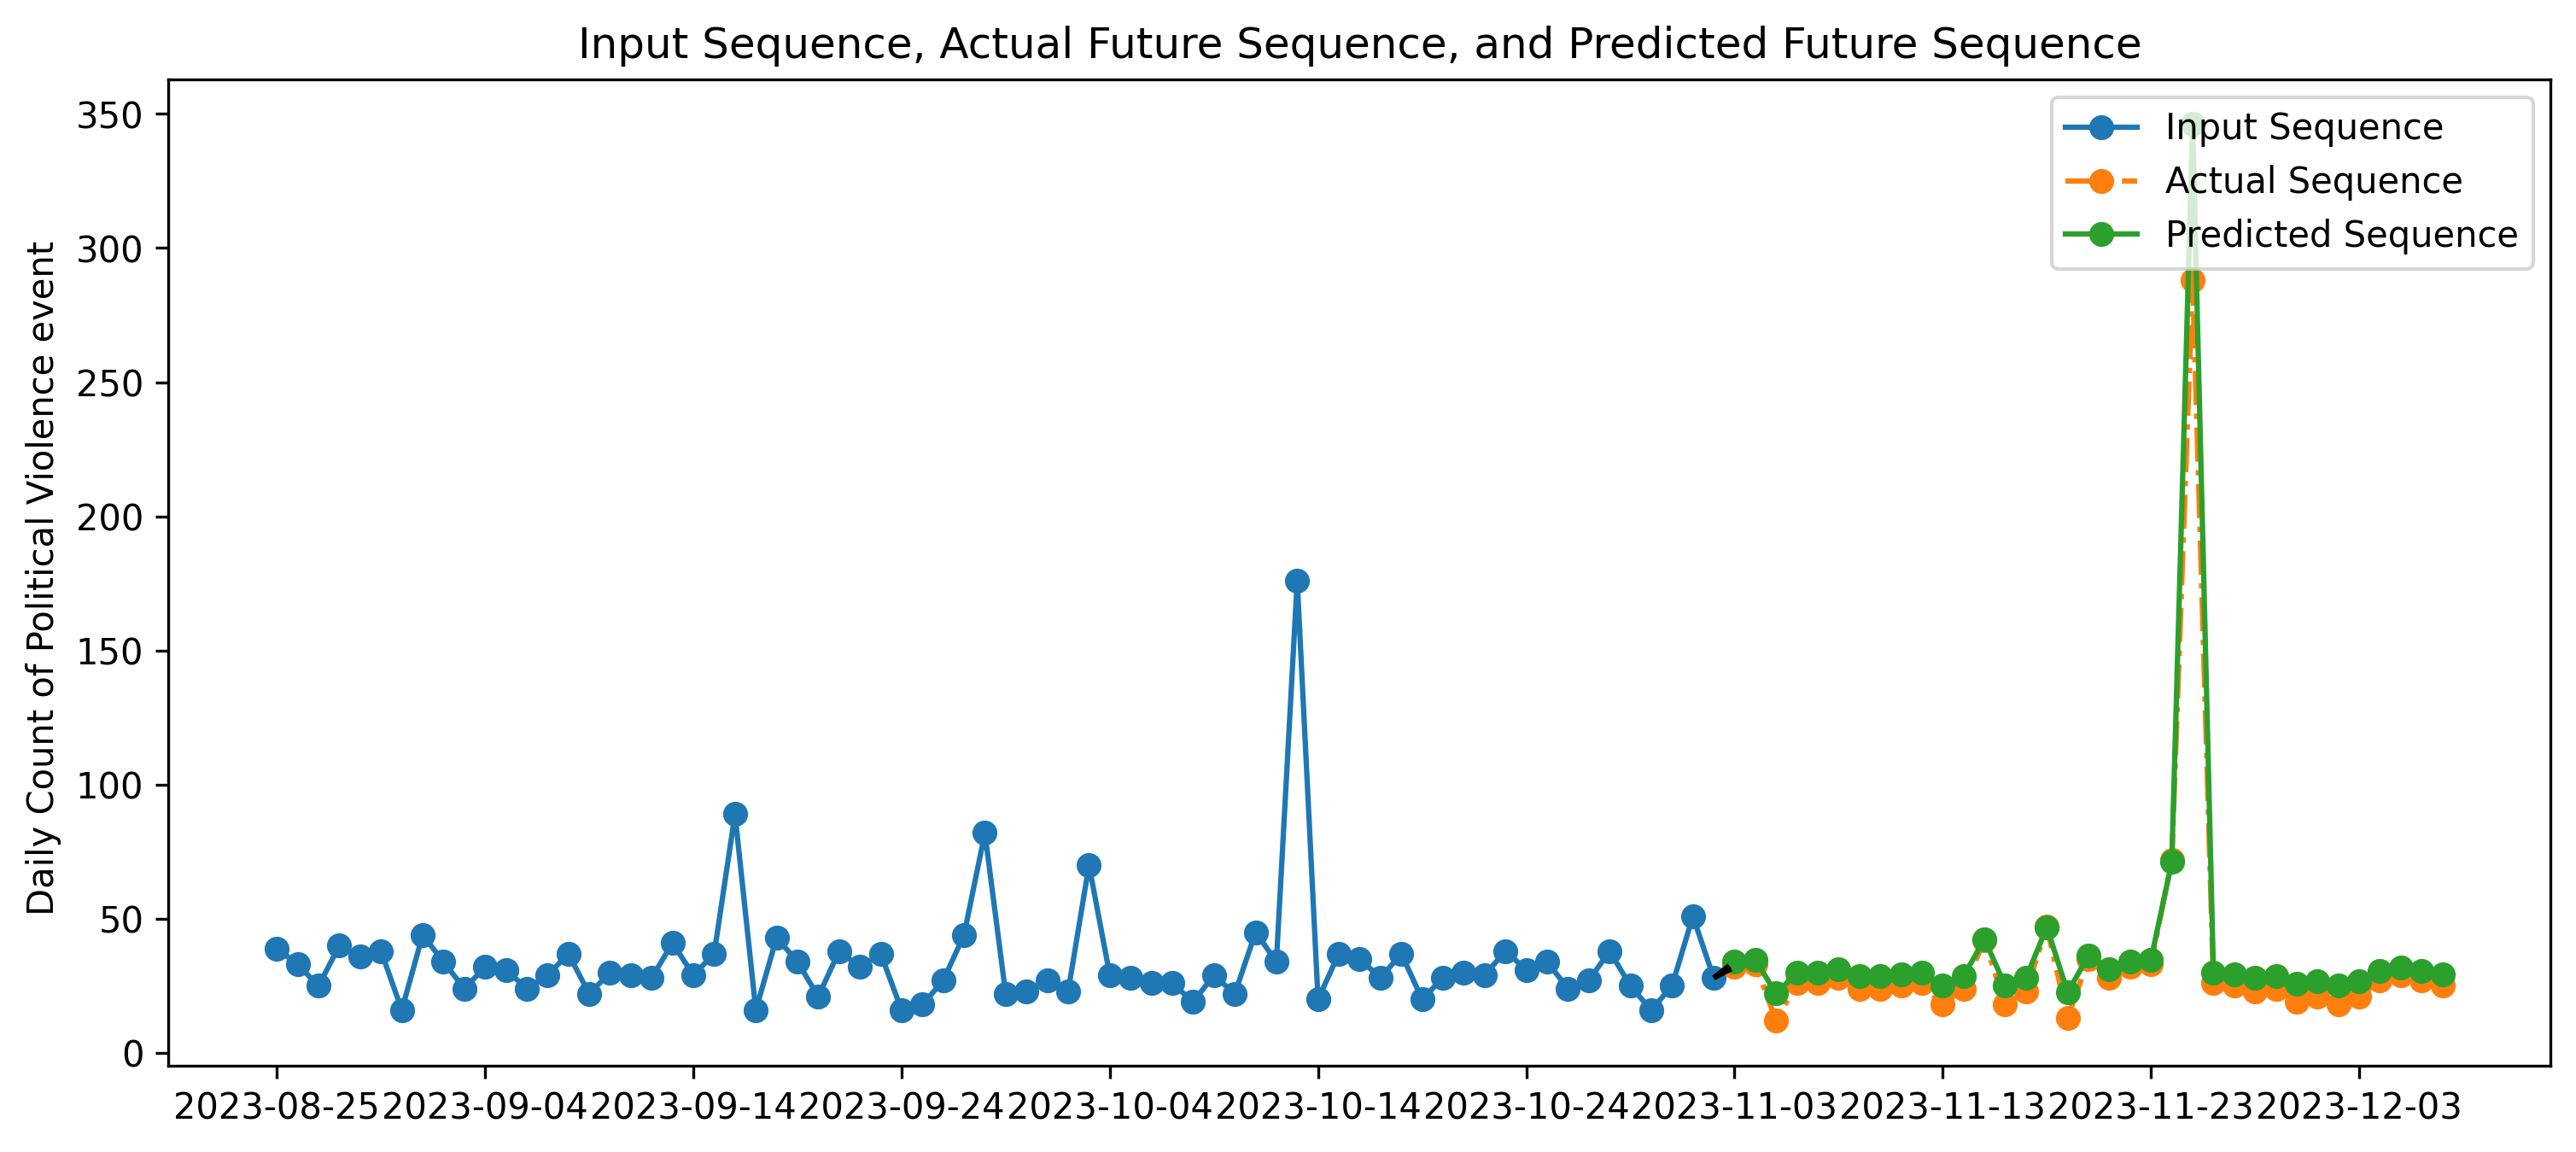 Input Sequence, Actual Future Sequence, and Predicted Future Sequence
Daily Count of Political Violence event
350
300
250
200
150
100
50
0
Input Sequence
Actual Sequence
Predicted Sequence
2023-08-25 2023-09-04 2023-09-14 2023-09-24 2023-10-04 2023-10-14 2023-10-24 2023-11-03 2023-11-13 2023-11-23 2023-12-03